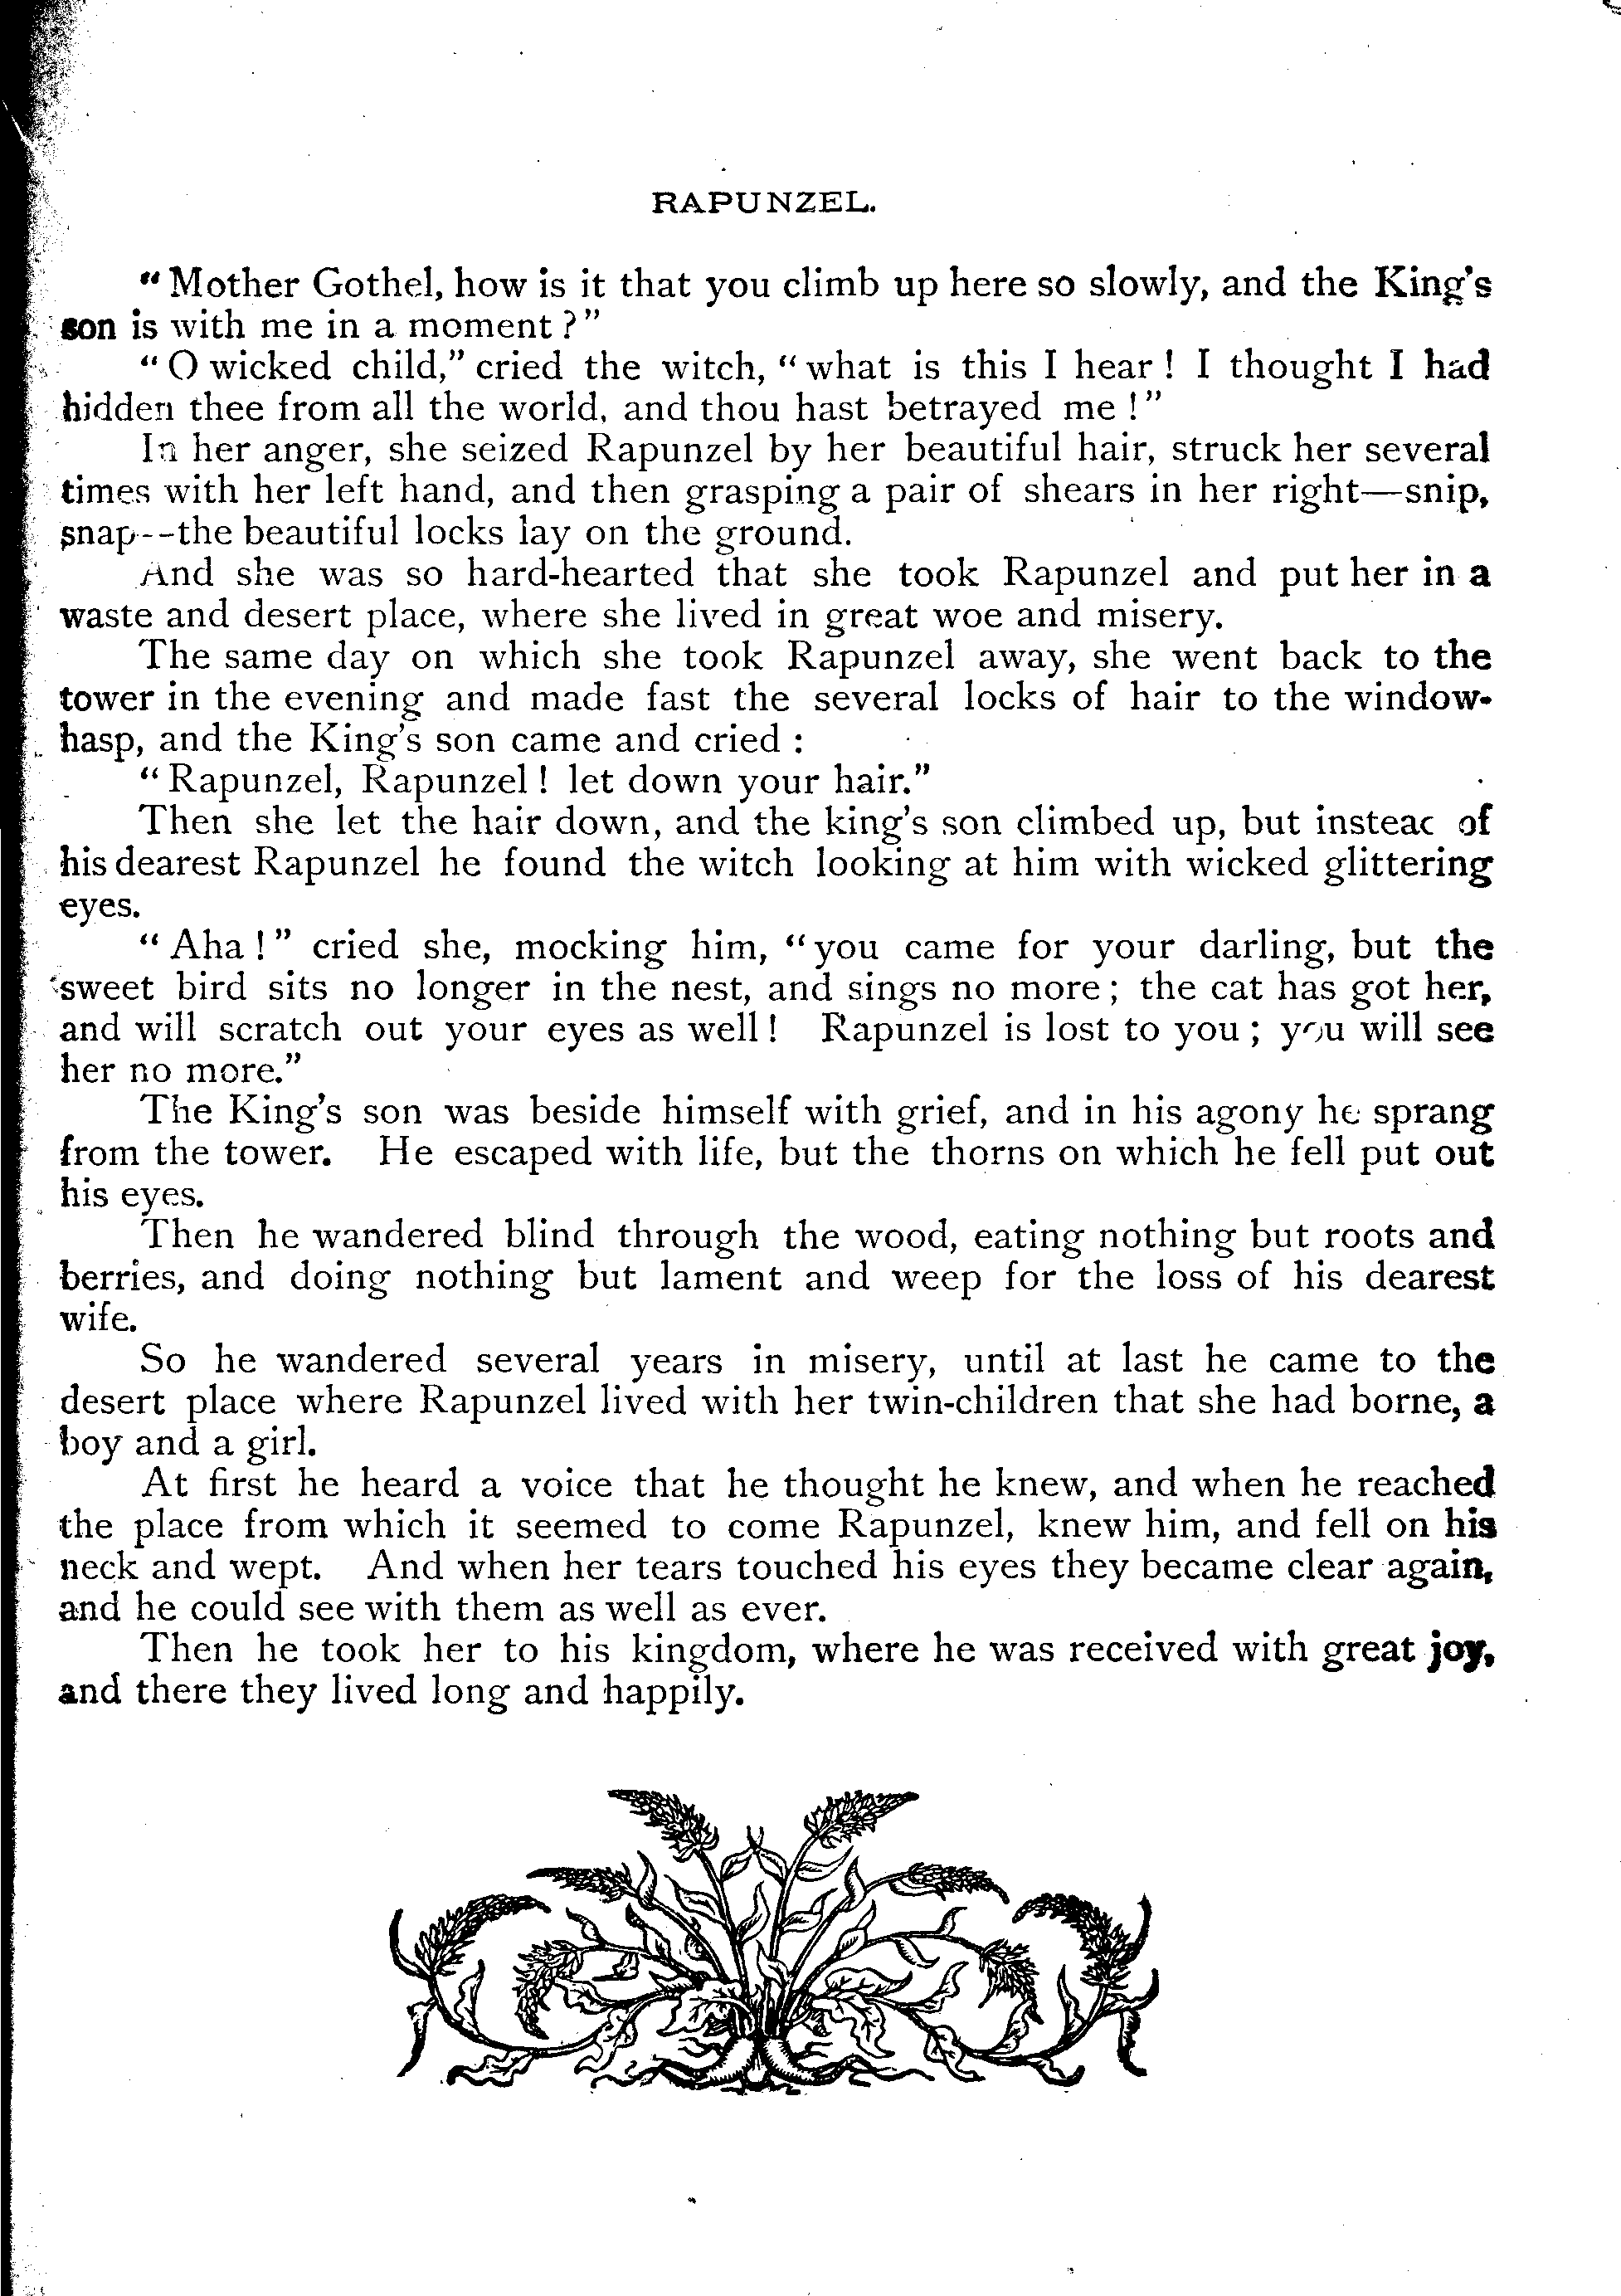 RAPUNZEL.
“Mother Gothel, how is it that you climb up here so slowly, and the King’s
son is with me in a moment ?”
“O wicked child,” cried the witch, “what is this I hear ! I thought I had
hidden thee from all the world, and thou hast betrayed me !”
In her anger, she seized Rapunzel by her beautiful hair, struck her several
times with her left hand, and then grasping a pair of shears in her right—snip,
snap--the beautiful locks lay on the ground.
And she was so hard-hearted that she took Rapunzel and put her in a
waste and desert place, where she lived in great woe and misery.
The same day on which she took Rapunzel away, she went back to the
tower in the evening and made fast the several locks of hair to the window-
hasp, and the King’s son came and cried :
“Rapunzel, Rapunzel ! let down your hair.”
Then she let the hair down, and the king’s son climbed up, but instead of
his dearest Rapunzel he found the witch looking at him with wicked glittering
eyes.
“Aha !” cried she, mocking him, “you came for your darling, but the
sweet bird sits no longer in the nest, and sings no more ; the cat has got her,
and will scratch out your eyes as well ! Rapunzel is lost to you ; you will see
her no more.”
The King’s son was beside himself with grief, and in his agony he sprang
from the tower. He escaped with life, but the thorns on which he fell put out
his eyes.
Then he wandered blind through the wood, eating nothing but roots and
berries, and doing nothing but lament and weep for the loss of his dearest
wife.
So he wandered several years in misery, until at last he came to the
desert place where Rapunzel lived with her twin-children that she had borne, a
boy and a girl.
At first he heard a voice that he thought he knew, and when he reached
the place from which it seemed to come Rapunzel, knew him, and fell on his
neck and wept. And when her tears touched his eyes they became clear again,
and he could see with them as well as ever.
Then he took her to his kingdom, where he was received with great joy,
and there they lived long and happily.